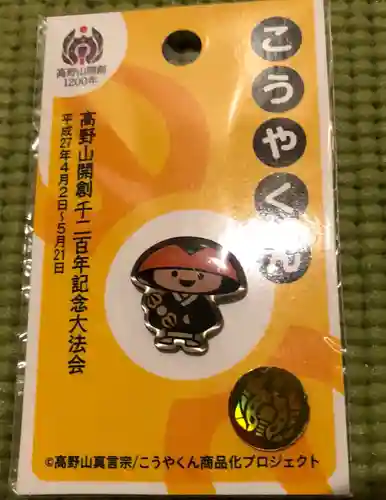 高野山開創
1200年
こうやくん
高野山開創千二百年記念大法会
平成27年4月2日～5月21日
©高野山真言宗/こうやくん商品化プロジェクト